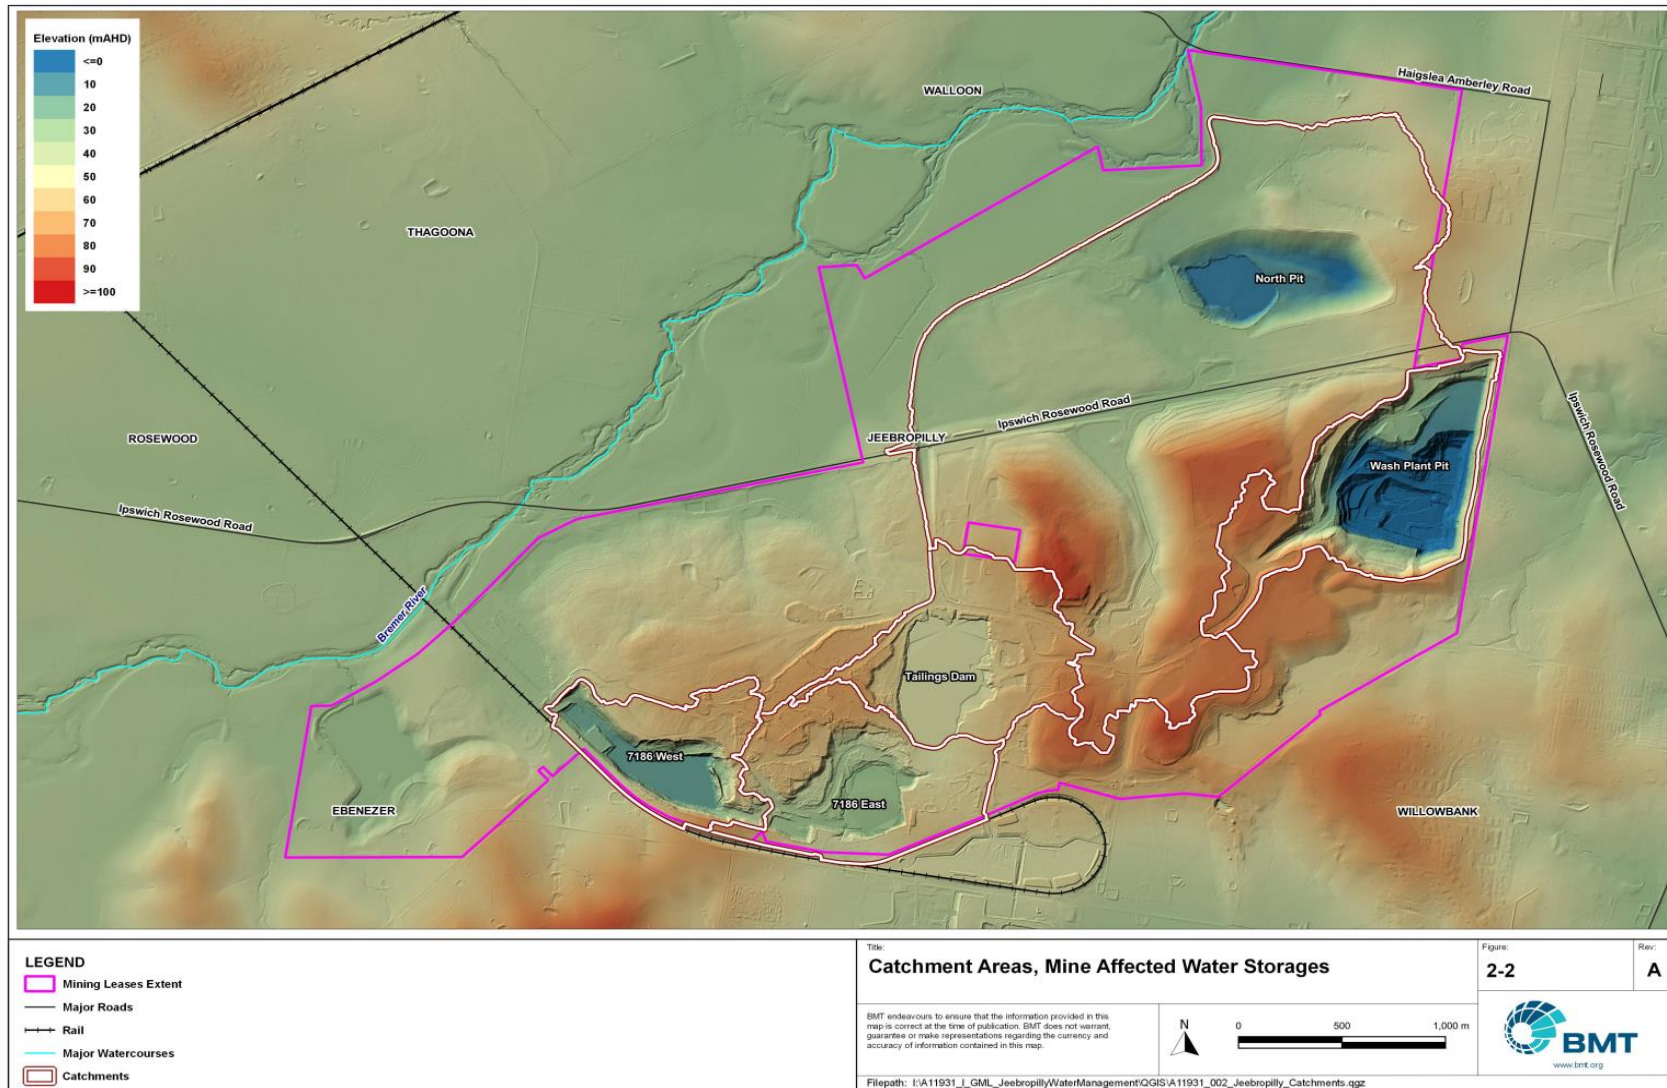 Elevation (mAHD)
<=0
10
20
30
40
50
60
70
80
90
>=100
WALLOON
Haigslea Amberley Road
THAGOONA
North Pit
Ipswich Rosewood Road
JEEBROPILLY
ROSEWOOD
Ipswich Rosewood Road
Wash Plant Pit
Ipswich Rosewood Road
Bremer River
Tailings Dam
7186 West
7186 East
EBENEZER
WILLOWBANK
LEGEND
Mining Leases Extent
Major Roads
Rail
Major Watercourses
Catchments
Title:
Catchment Areas, Mine Affected Water Storages
Figure:
2-2
Rev:
A
BMT endeavours to ensure that the information provided in this
map is correct at the time of publication. BMT does not warrant,
guarantee or make representations regarding the currency and
accuracy of information contained in this map.
N
0 500 1,000 m
BMT
www.bmt.org
Filepath: I:\A11931_I_GML_JeebropillyWaterManagement\QGIS\A11931_002_Jeebropilly_Catchments.qgz